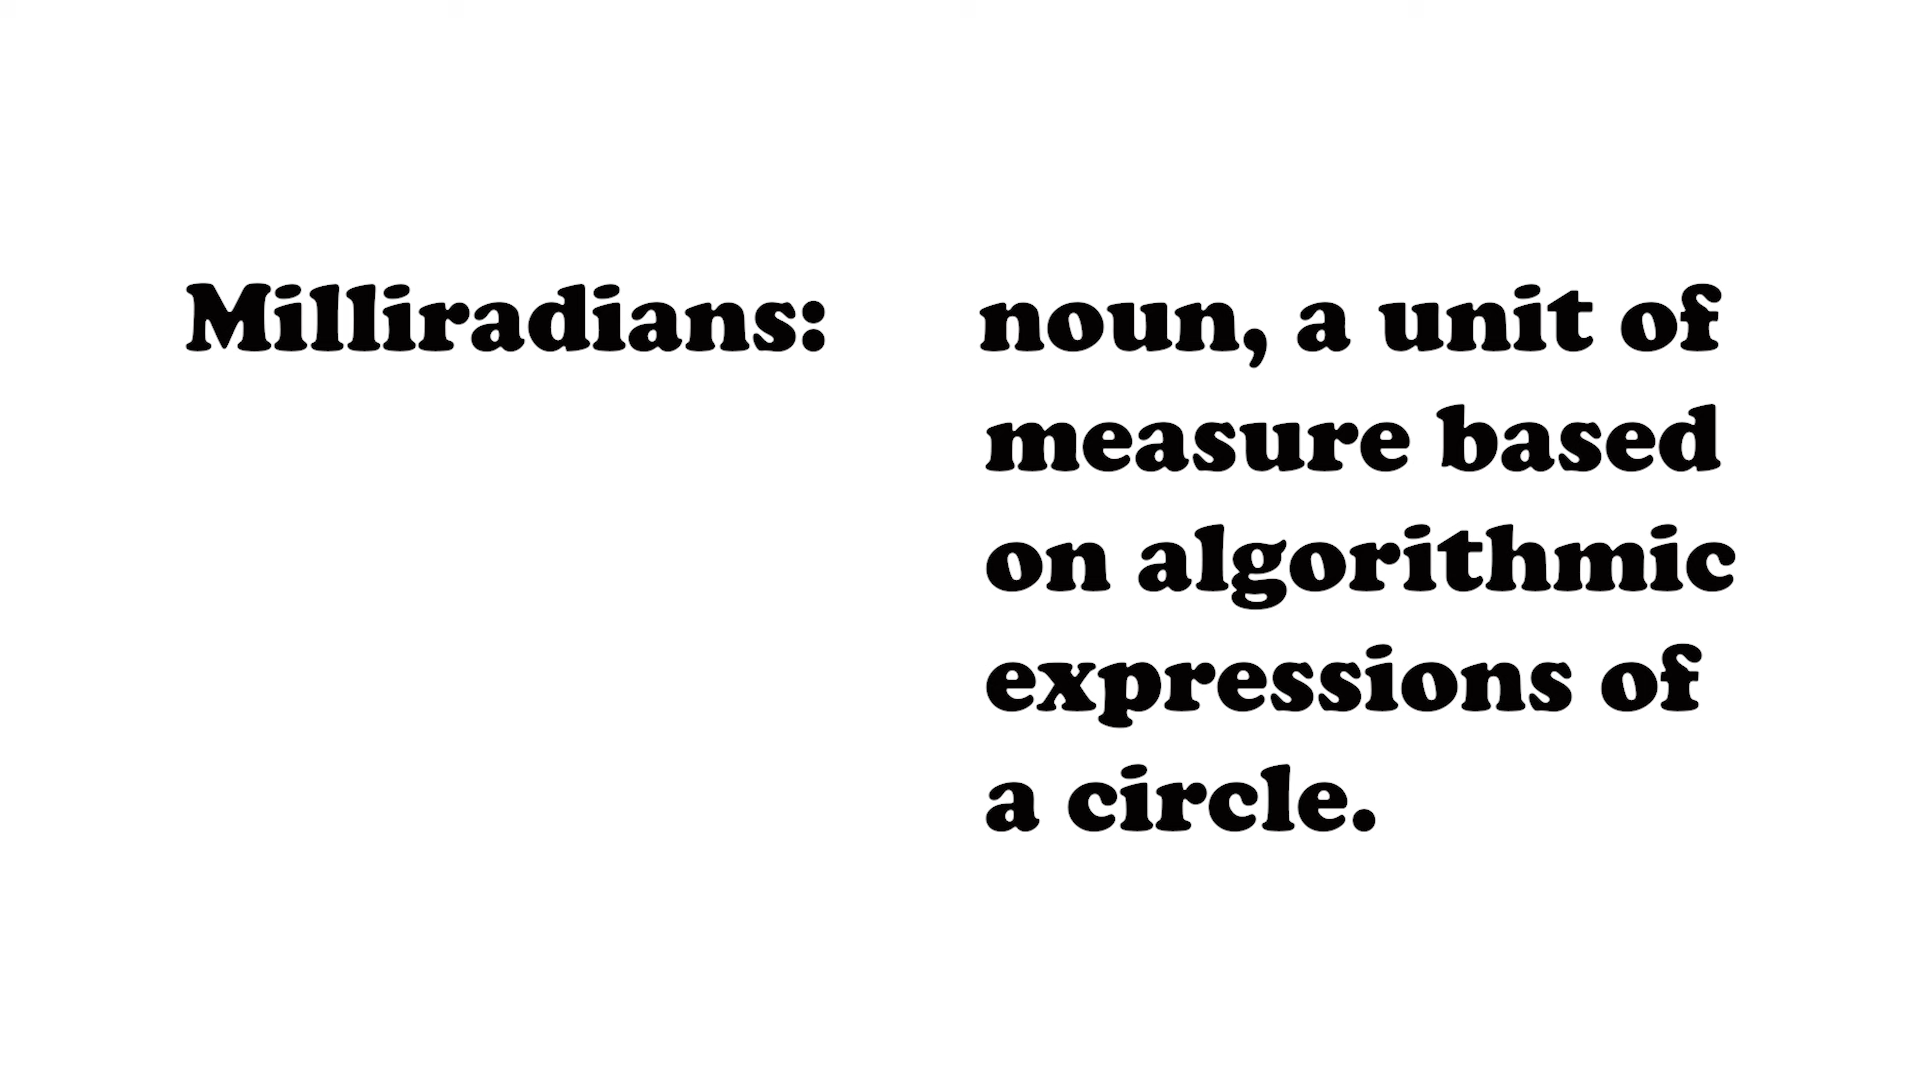 Milliradians: noun, a unit of
measure based
on algorithmic
expressions of
a circle.